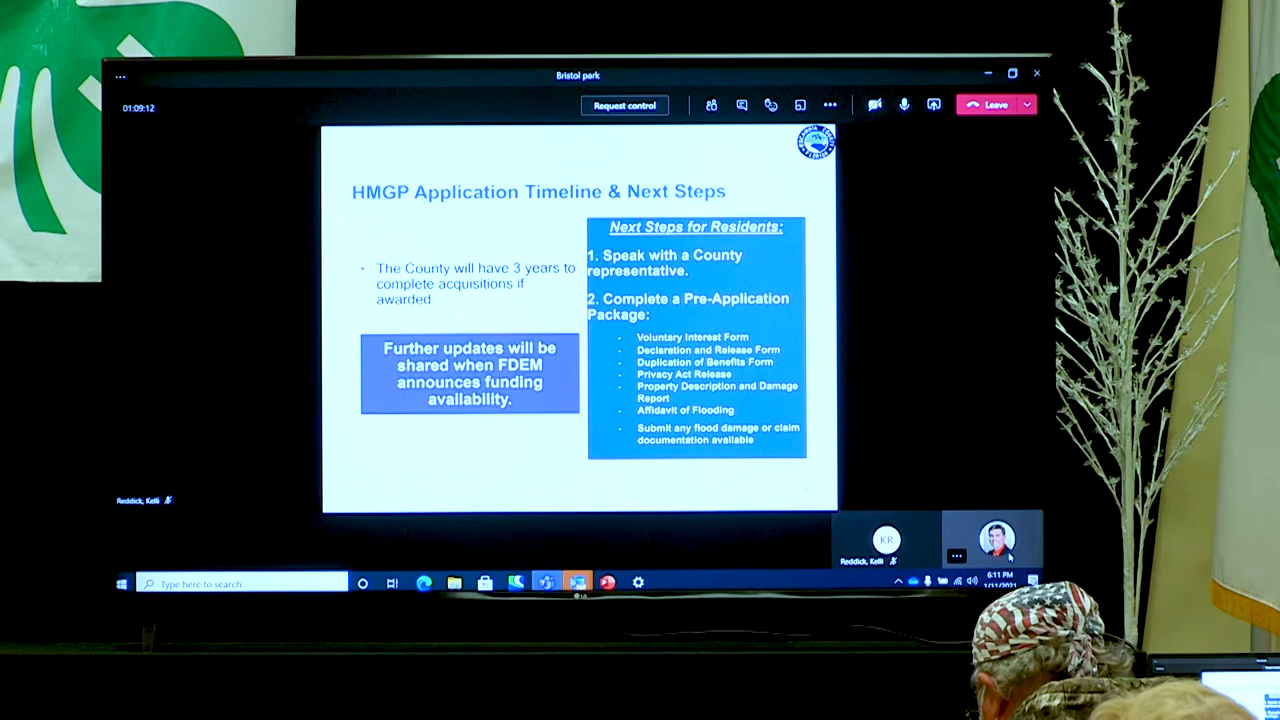 Bristol park
01:09:12
Request control
Leave
HMGP Application Timeline & Next Steps
The County will have 3 years to
complete acquisitions if
awarded
Further updates will be
shared when FDEM
announces funding
availability.
Next Steps for Residents:
1. Speak with a County
representative.
2. Complete a Pre-Application
Package:
- Voluntary Interest Form
- Declaration and Release Form
- Duplication of Benefits Form
- Privacy Act Release
- Property Description and Damage
Report
- Affidavit of Flooding
- Submit any flood damage or claim
documentation available
Reddick, Kelli
KR
Reddick, Kelli
Type here to search
6:11 PM
1/11/2021
LG